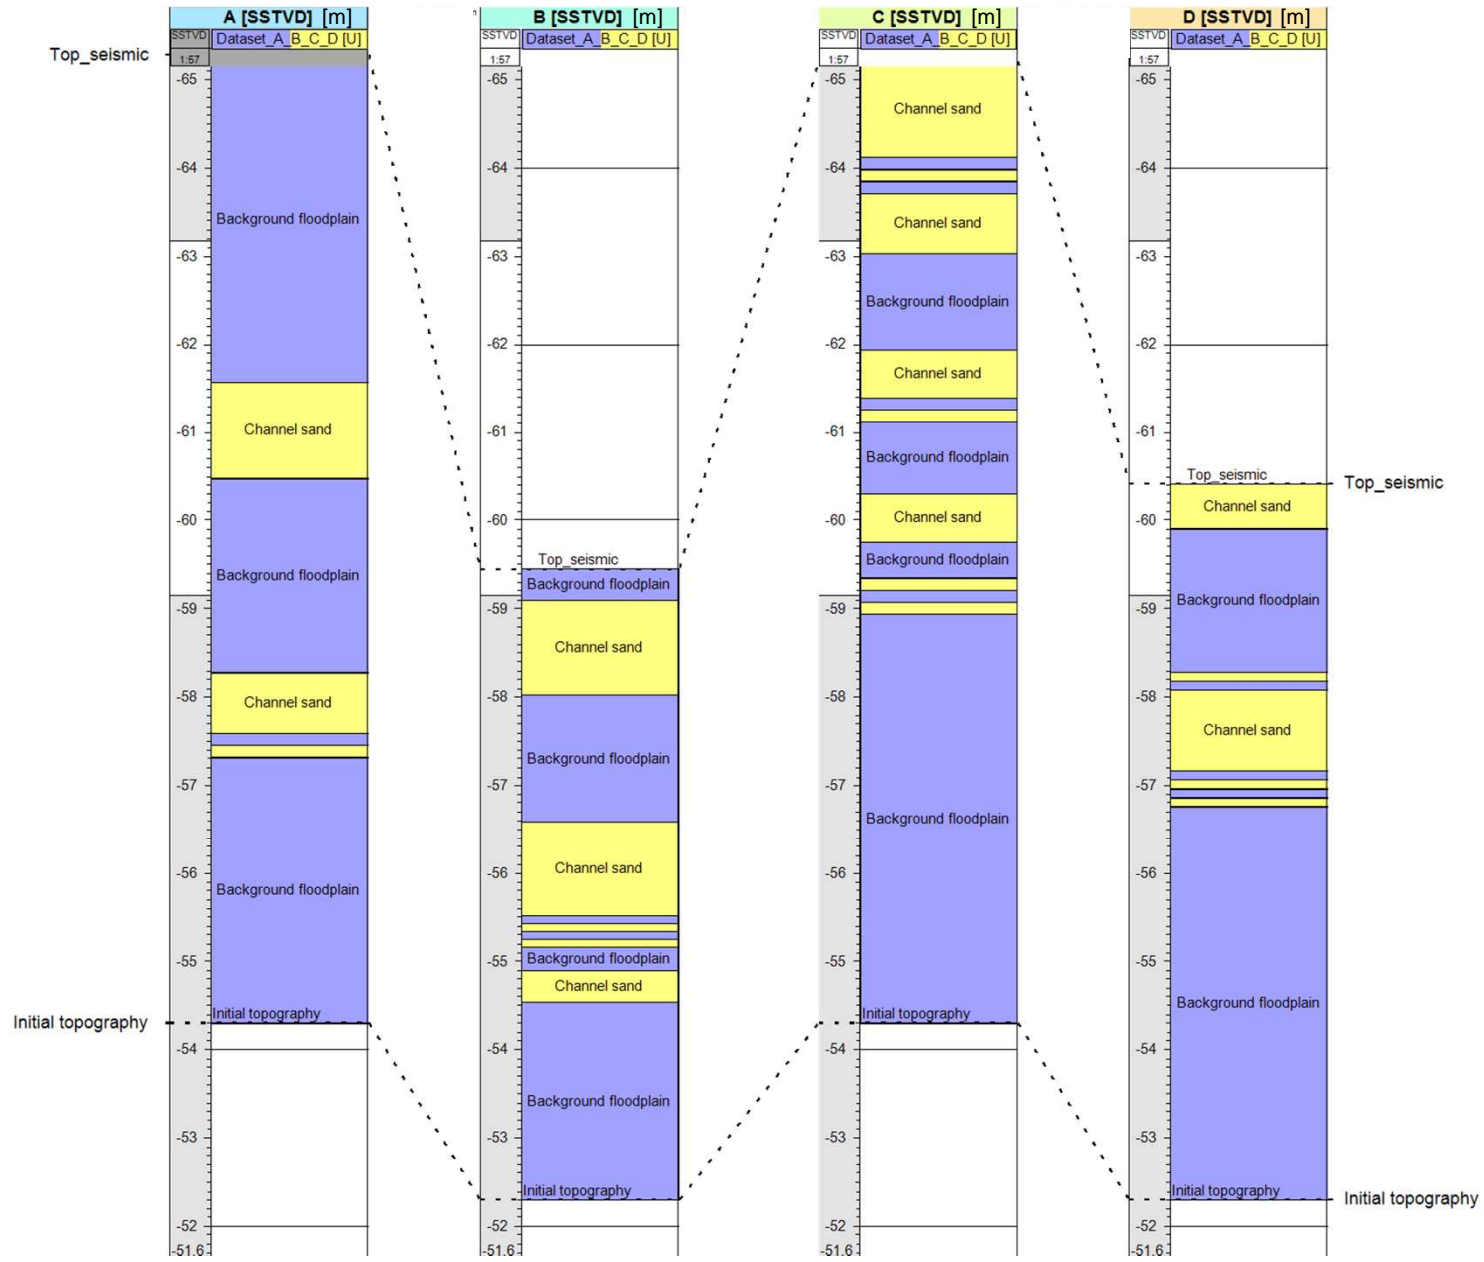 A [SSTVD] [m]
SSTVD
Dataset_A_B_C_D [U]
1:57
Top_seismic
-65
-64
Background floodplain
-63
-62
Channel sand
-61
-60
Background floodplain
-59
-58
Channel sand
-57
-56
Background floodplain
-55
Initial topography
Initial topography
-54
-53
-52
-51.6
B [SSTVD] [m]
SSTVD
Dataset_A_B_C_D [U]
1:57
-65
-64
-63
-62
-61
-60
Top_seismic
Background floodplain
-59
Channel sand
-58
Background floodplain
-57
-56
Channel sand
-55
Background floodplain
Channel sand
-54
Background floodplain
-53
Initial topography
-52
-51.6
C [SSTVD] [m]
SSTVD
Dataset_A_B_C_D [U]
1:57
-65
Channel sand
-64
Channel sand
-63
Background floodplain
-62
Channel sand
-61
Background floodplain
-60
Channel sand
Background floodplain
-59
-58
-57
Background floodplain
-56
-55
Initial topography
-54
-53
-52
-51.6
D [SSTVD] [m]
SSTVD
Dataset_A_B_C_D [U]
1:57
-65
-64
-63
-62
-61
Top_seismic
Top_seismic
Channel sand
-60
Background floodplain
-59
-58
Channel sand
-57
-56
-55
Background floodplain
-54
-53
Initial topography
Initial topography
-52
-51.6